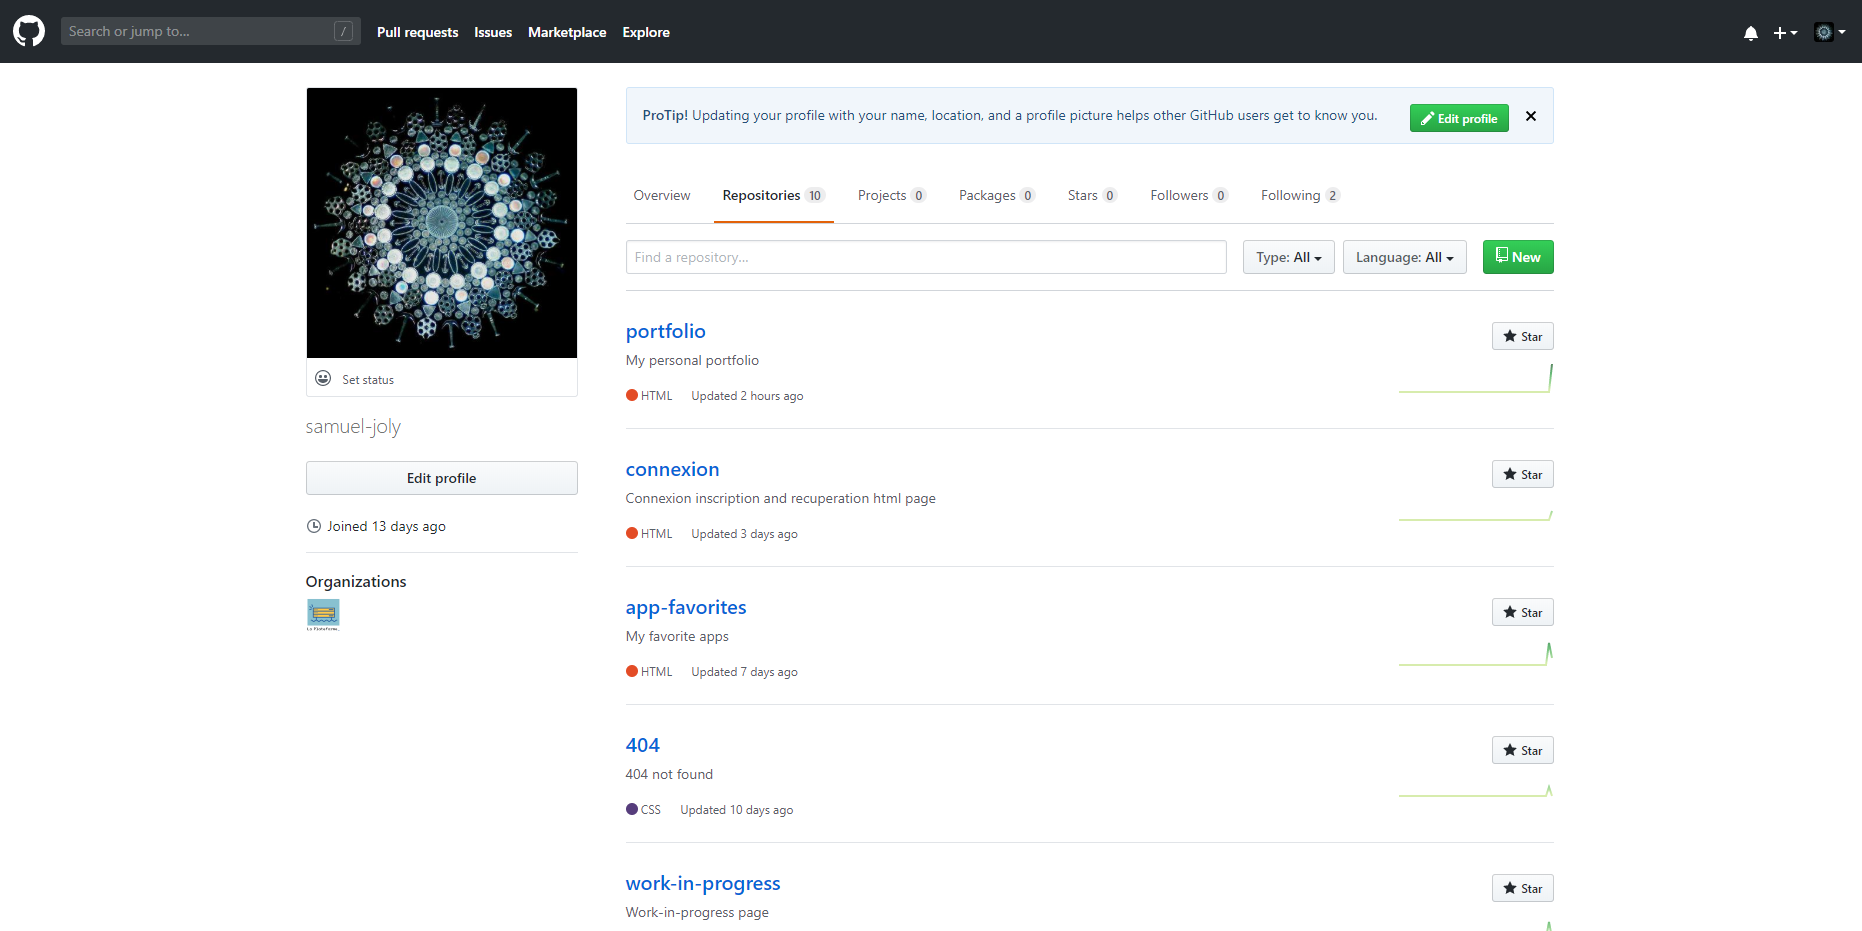 Search or jump to... / Pull requests Issues Marketplace Explore
ProTip! Updating your profile with your name, location, and a profile picture helps other GitHub users get to know you. Edit profile
Overview Repositories 10 Projects 0 Packages 0 Stars 0 Followers 0 Following 2
Find a repository... Type: All Language: All New
Set status
samuel-joly
Edit profile
Joined 13 days ago
Organizations
portfolio Star
My personal portfolio
HTML Updated 2 hours ago
connexion Star
Connexion inscription and recuperation html page
HTML Updated 3 days ago
app-favorites Star
My favorite apps
HTML Updated 7 days ago
404 Star
404 not found
CSS Updated 10 days ago
work-in-progress Star
Work-in-progress page